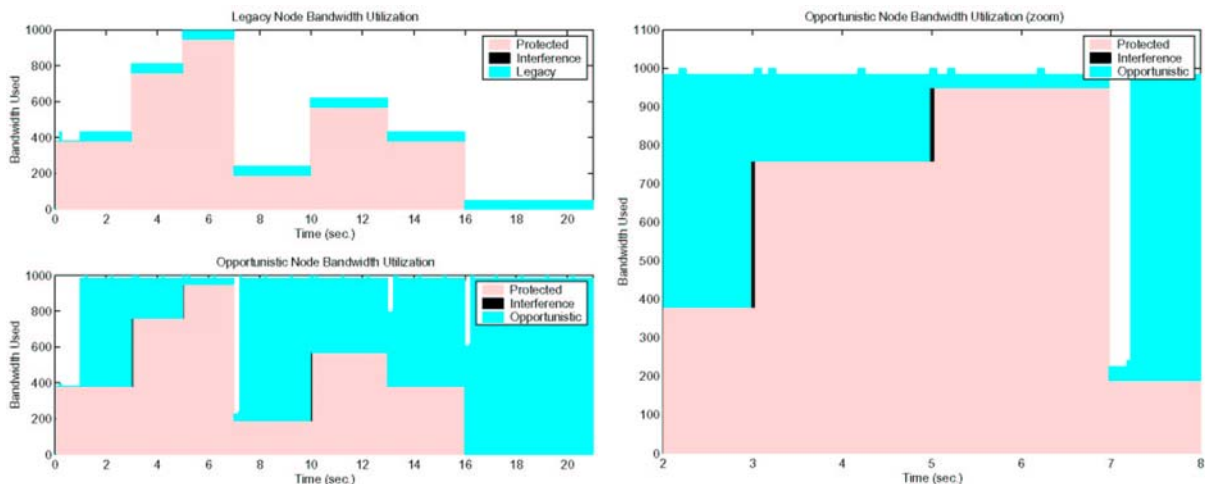 Legacy Node Bandwidth Utilization
1000
800
600
400
200
0
Bandwidth Used
Protected
Interference
Legacy
0 2 4 6 8 10 12 14 16 18 20
Time (sec.)
Opportunistic Node Bandwidth Utilization
1000
800
600
400
200
0
Bandwidth Used
Protected
Interference
Opportunistic
0 2 4 6 8 10 12 14 16 18 20
Time (sec.)
Opportunistic Node Bandwidth Utilization (zoom)
1100
1000
900
800
700
600
500
400
300
200
100
0
Bandwidth Used
Protected
Interference
Opportunistic
2 3 4 5 6 7 8
Time (sec.)